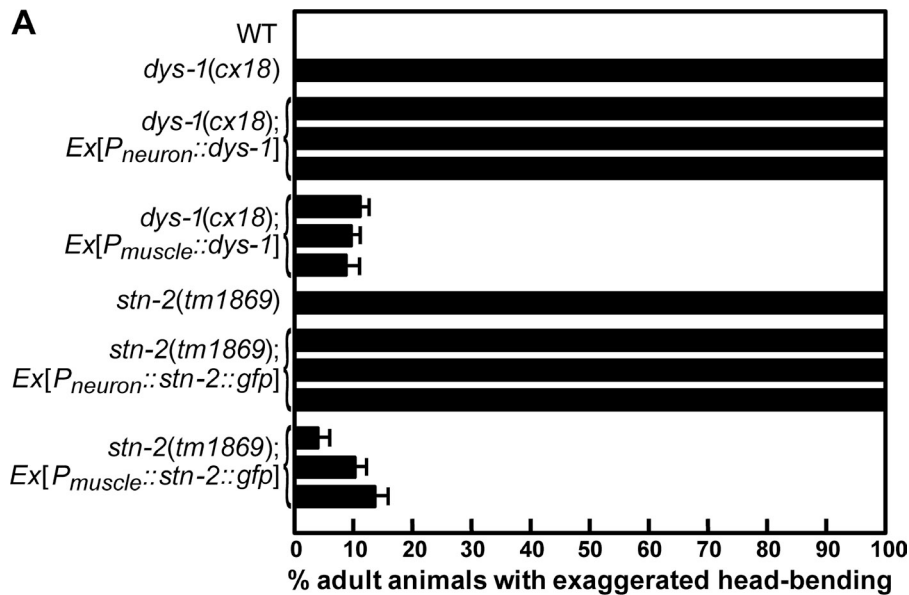 A
WT
dys-1(cx18)
dys-1(cx18);
Ex[Pneuron::dys-1]
dys-1(cx18);
Ex[Pmuscle::dys-1]
stn-2(tm1869)
stn-2(tm1869);
Ex[Pneuron::stn-2::gfp]
stn-2(tm1869);
Ex[Pmuscle::stn-2::gfp]
0 10 20 30 40 50 60 70 80 90 100
% adult animals with exaggerated head-bending